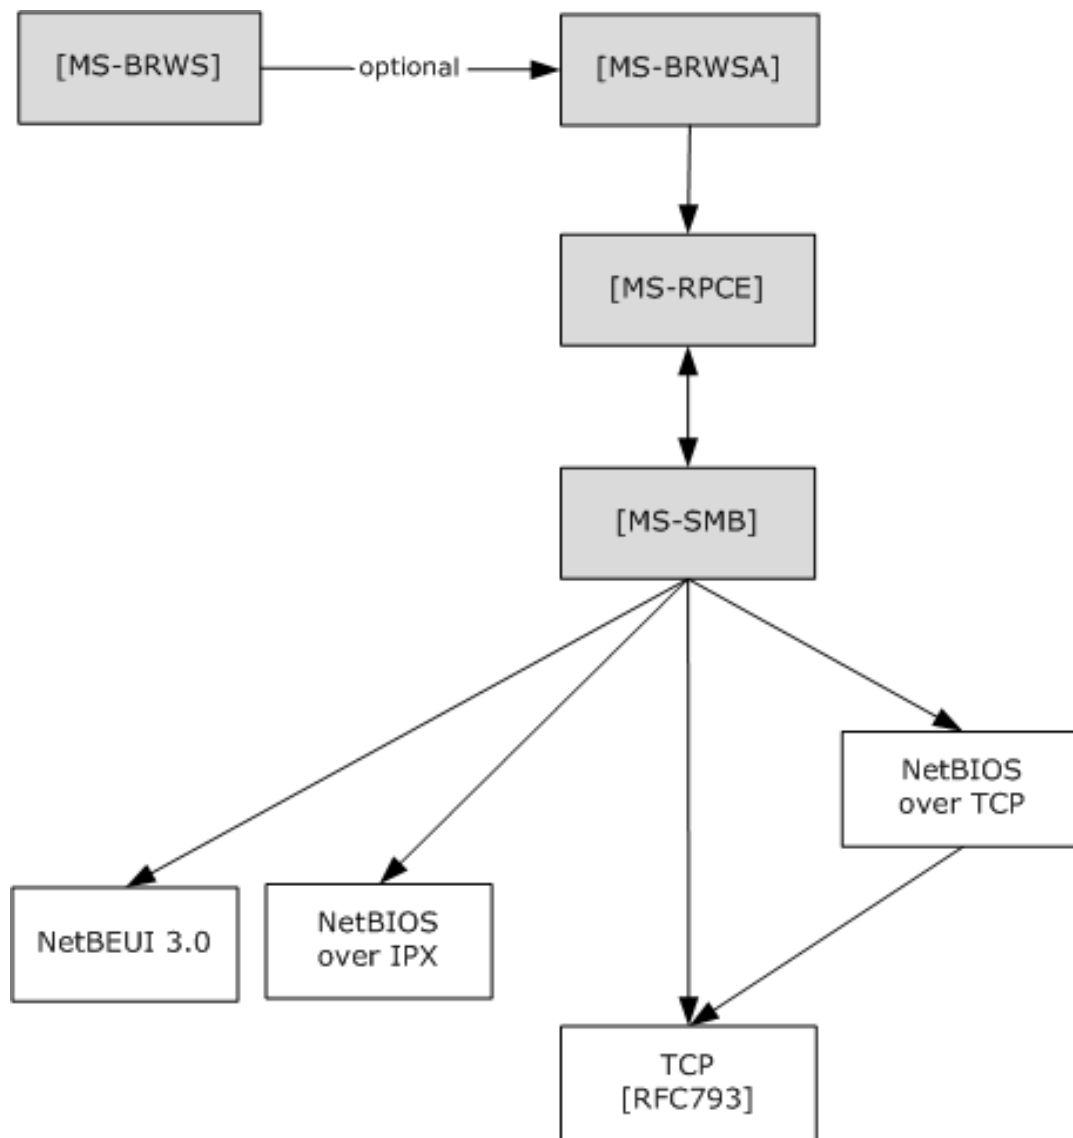 [MS-BRWS]
optional
[MS-BRWSA]
[MS-RPCE]
[MS-SMB]
NetBIOS
over TCP
NetBEUI 3.0
NetBIOS
over IPX
TCP
[RFC793]